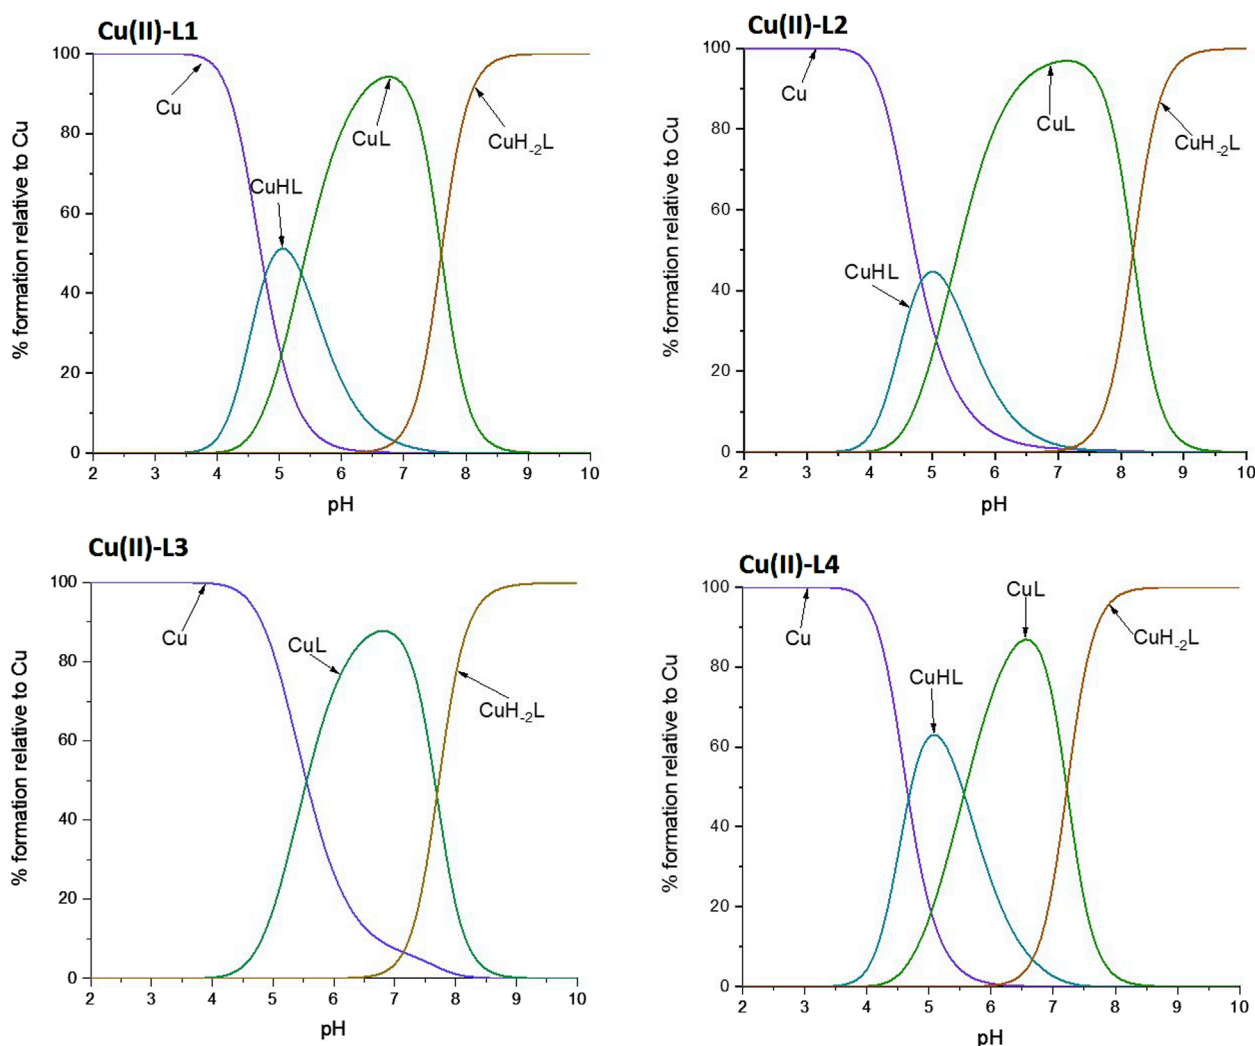 Cu(II)-L1
100
80
60
40
20
0
2 3 4 5 6 7 8 9 10
pH
% formation relative to Cu
Cu
CuHL
CuL
CuH₋₂L
Cu(II)-L2
100
80
60
40
20
0
2 3 4 5 6 7 8 9 10
pH
% formation relative to Cu
Cu
CuHL
CuL
CuH₋₂L
Cu(II)-L3
100
80
60
40
20
0
2 3 4 5 6 7 8 9 10
pH
% formation relative to Cu
Cu
CuL
CuH₋₂L
Cu(II)-L4
100
80
60
40
20
0
2 3 4 5 6 7 8 9 10
pH
% formation relative to Cu
Cu
CuHL
CuL
CuH₋₂L